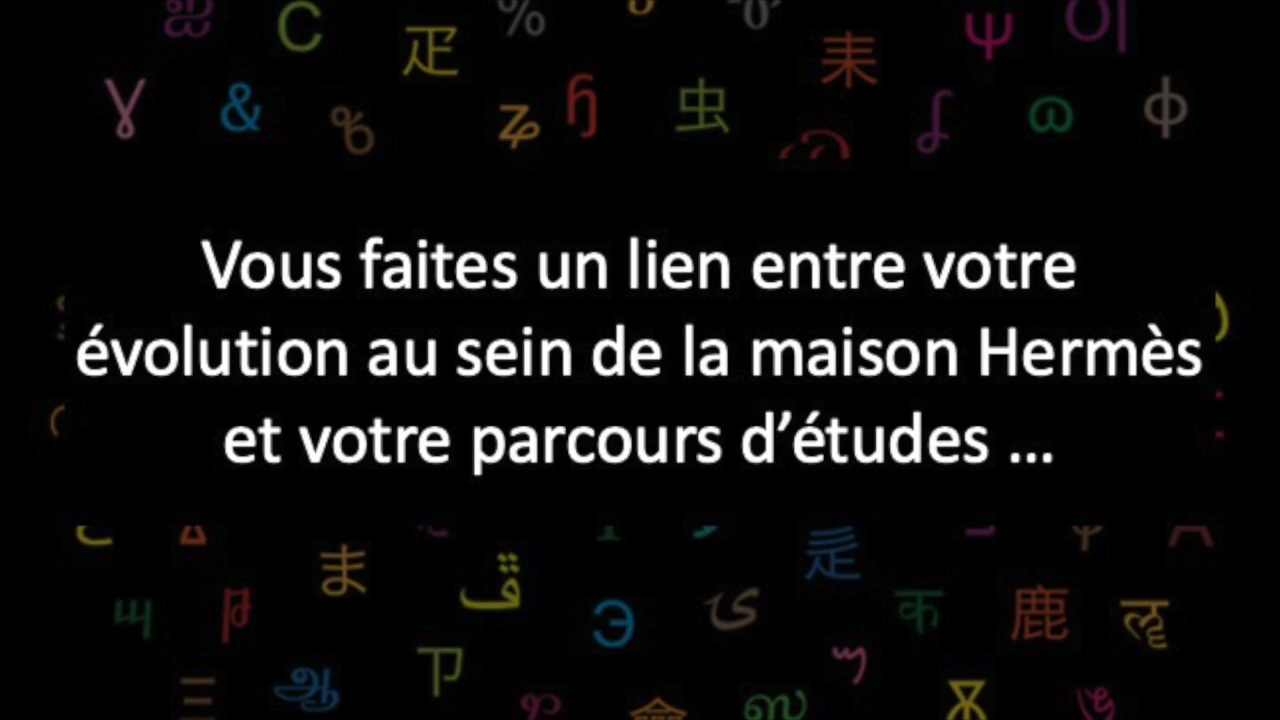 Vous faites un lien entre votre
évolution au sein de la maison Hermès
et votre parcours d’études ...